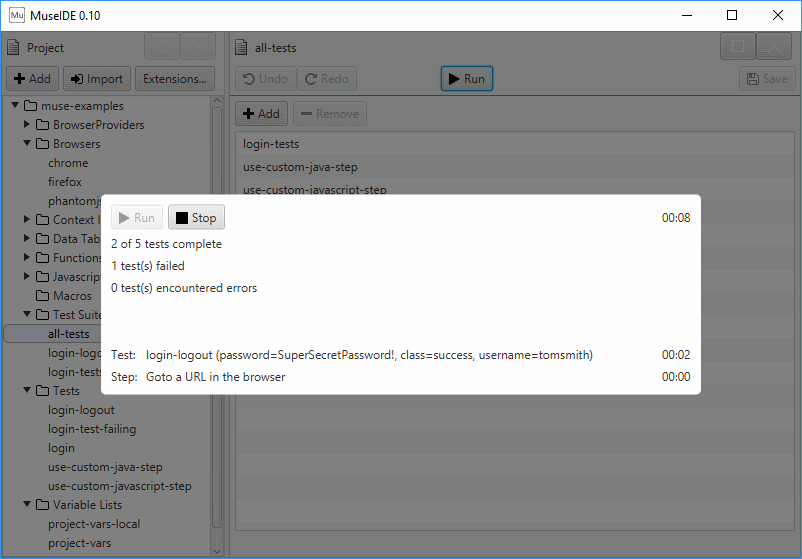 Mu MuseIDE 0.10
Project
Add Import Extensions...
muse-examples
BrowserProviders
Browsers
chrome
firefox
phantomj
Context I
Data Tab
Functions
Javascrip
Macros
Test Suite
all-tests
login-logo
login-tests
Tests
login-logout
login-test-failing
login
use-custom-java-step
use-custom-javascript-step
Variable Lists
project-vars-local
project-vars
all-tests
Undo Redo Run Save
Add Remove
login-tests
use-custom-java-step
use-custom-javascript-step
Run Stop 00:08
2 of 5 tests complete
1 test(s) failed
0 test(s) encountered errors
Test: login-logout (password=SuperSecretPassword!, class=success, username=tomsmith) 00:02
Step: Goto a URL in the browser 00:00